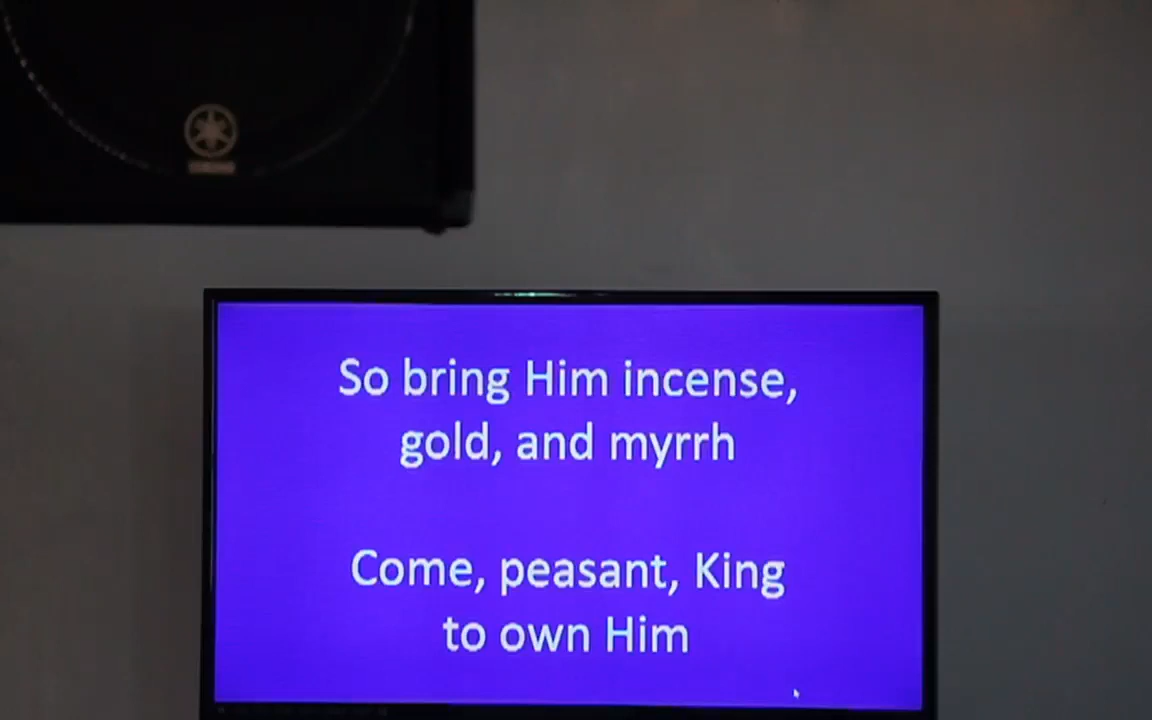 So bring Him incense,
gold, and myrrh
Come, peasant, King
to own Him